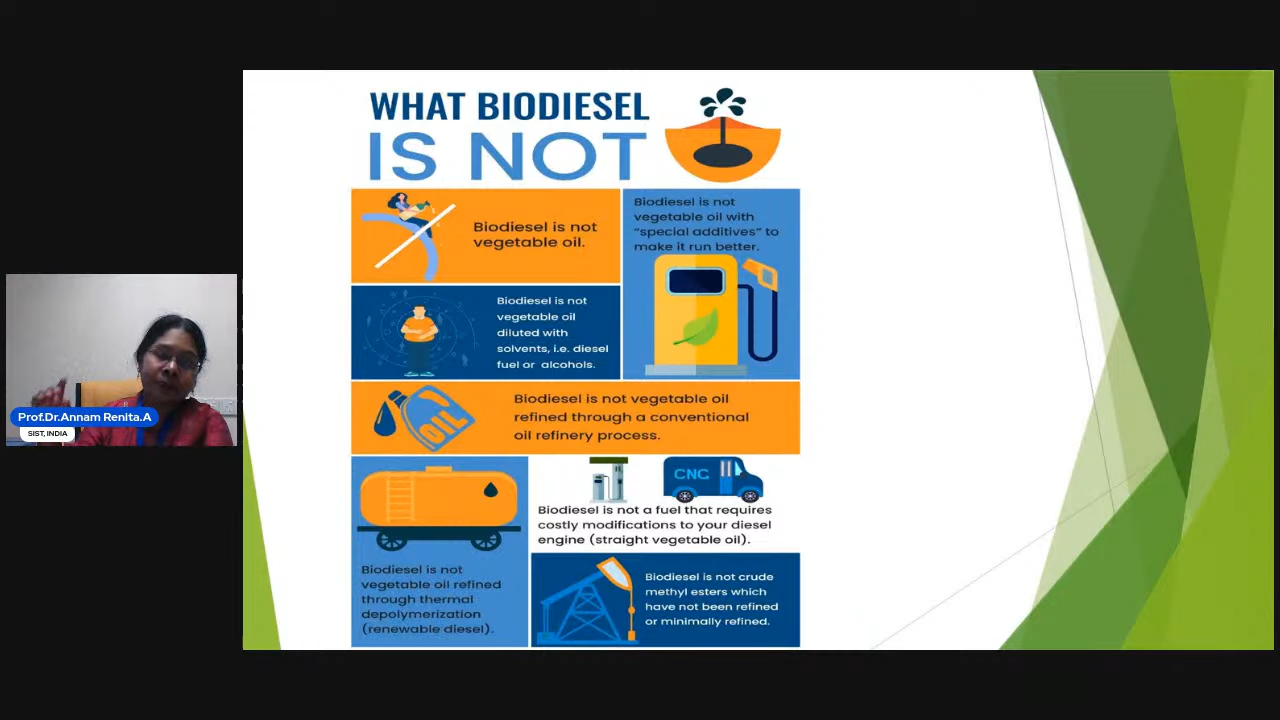 WHAT BIODIESEL
IS NOT
Biodiesel is not
vegetable oil.
Biodiesel is not
vegetable oil with
“special additives” to
make it run better.
Biodiesel is not
vegetable oil
diluted with
solvents, i.e. diesel
fuel or alcohols.
OIL
Biodiesel is not vegetable oil
refined through a conventional
oil refinery process.
CNG
Biodiesel is not a fuel that requires
costly modifications to your diesel
engine (straight vegetable oil).
Biodiesel is not
vegetable oil refined
through thermal
depolymerization
(renewable diesel).
Biodiesel is not crude
methyl esters which
have not been refined
or minimally refined.
Prof.Dr.Annam Renita.A
SIST, INDIA